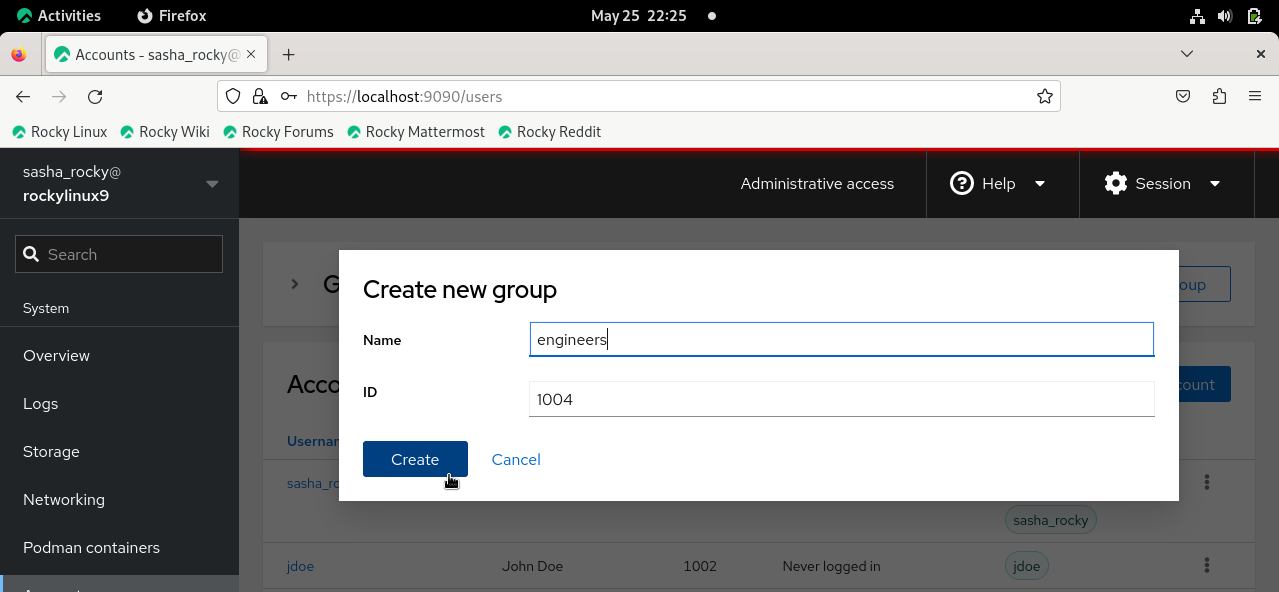 Activities Firefox May 25 22:25
Accounts - sasha_rocky@
https://localhost:9090/users
Rocky Linux Rocky Wiki Rocky Forums Rocky Mattermost Rocky Reddit
sasha_rocky@
rockylinux9
Administrative access Help Session
Search
System
Overview
Logs
Storage
Networking
Podman containers
G
oup
Create new group
Name engineers
ID 1004
Create Cancel
Acco
count
Usernar
sasha_ro
sasha_rocky
jdoe John Doe 1002 Never logged in jdoe